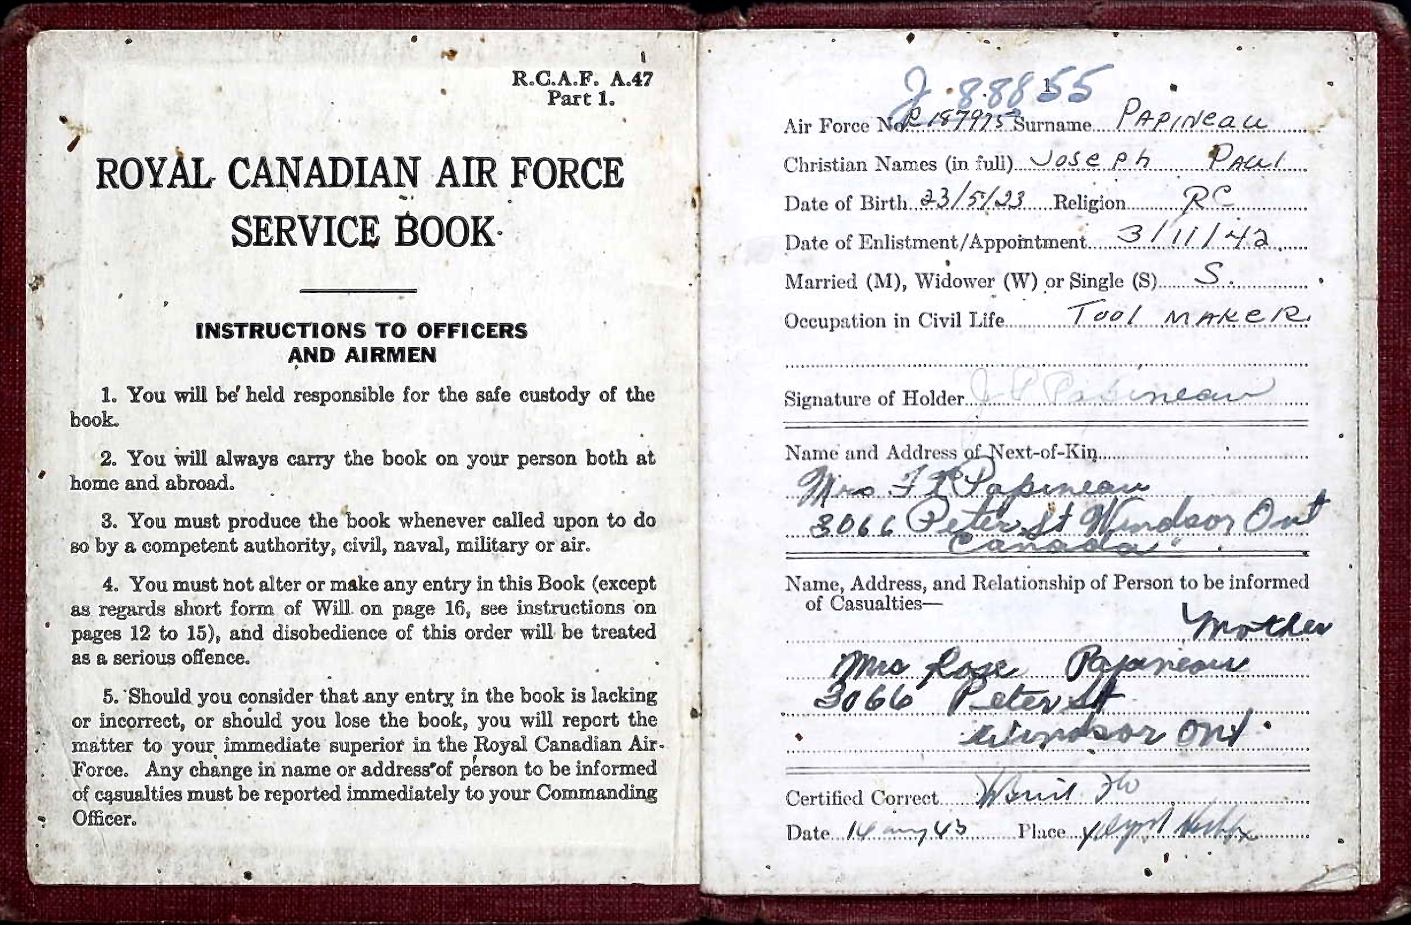 R.C.A.F. A.47
Part 1.
ROYAL CANADIAN AIR FORCE
SERVICE BOOK
INSTRUCTIONS TO OFFICERS
AND AIRMEN
1. You will be held responsible for the safe custody of the
book.
2. You will always carry the book on your person both at
home and abroad.
3. You must produce the book whenever called upon to do
so by a competent authority, civil, naval, military or air.
4. You must not alter or make any entry in this Book (except
as regards short form of Will on page 16, see instructions on
pages 12 to 15), and disobedience of this order will be treated
as a serious offence.
5. Should you consider that any entry in the book is lacking
or incorrect, or should you lose the book, you will report the
matter to your immediate superior in the Royal Canadian Air
Force. Any change in name or address of person to be informed
of casualties must be reported immediately to your Commanding
Officer.
1
J 88855
Air Force No. R 187975 Surname Papineau
Christian Names (in full) Joseph Paul
Date of Birth 23/5/23 Religion RC
Date of Enlistment/Appointment 3/11/42
Married (M), Widower (W) or Single (S) S.
Occupation in Civil Life Tool maker
Signature of Holder J P Papineau
Name and Address of Next-of-Kin
Mrs Papineau
3066 Peter St Windsor Ont
Canada
Name, Address, and Relationship of Person to be informed
of Casualties—
Mother
Mrs Rose Papineau
3066 Peter St
Windsor Ont
Certified Correct
Date 43 Place